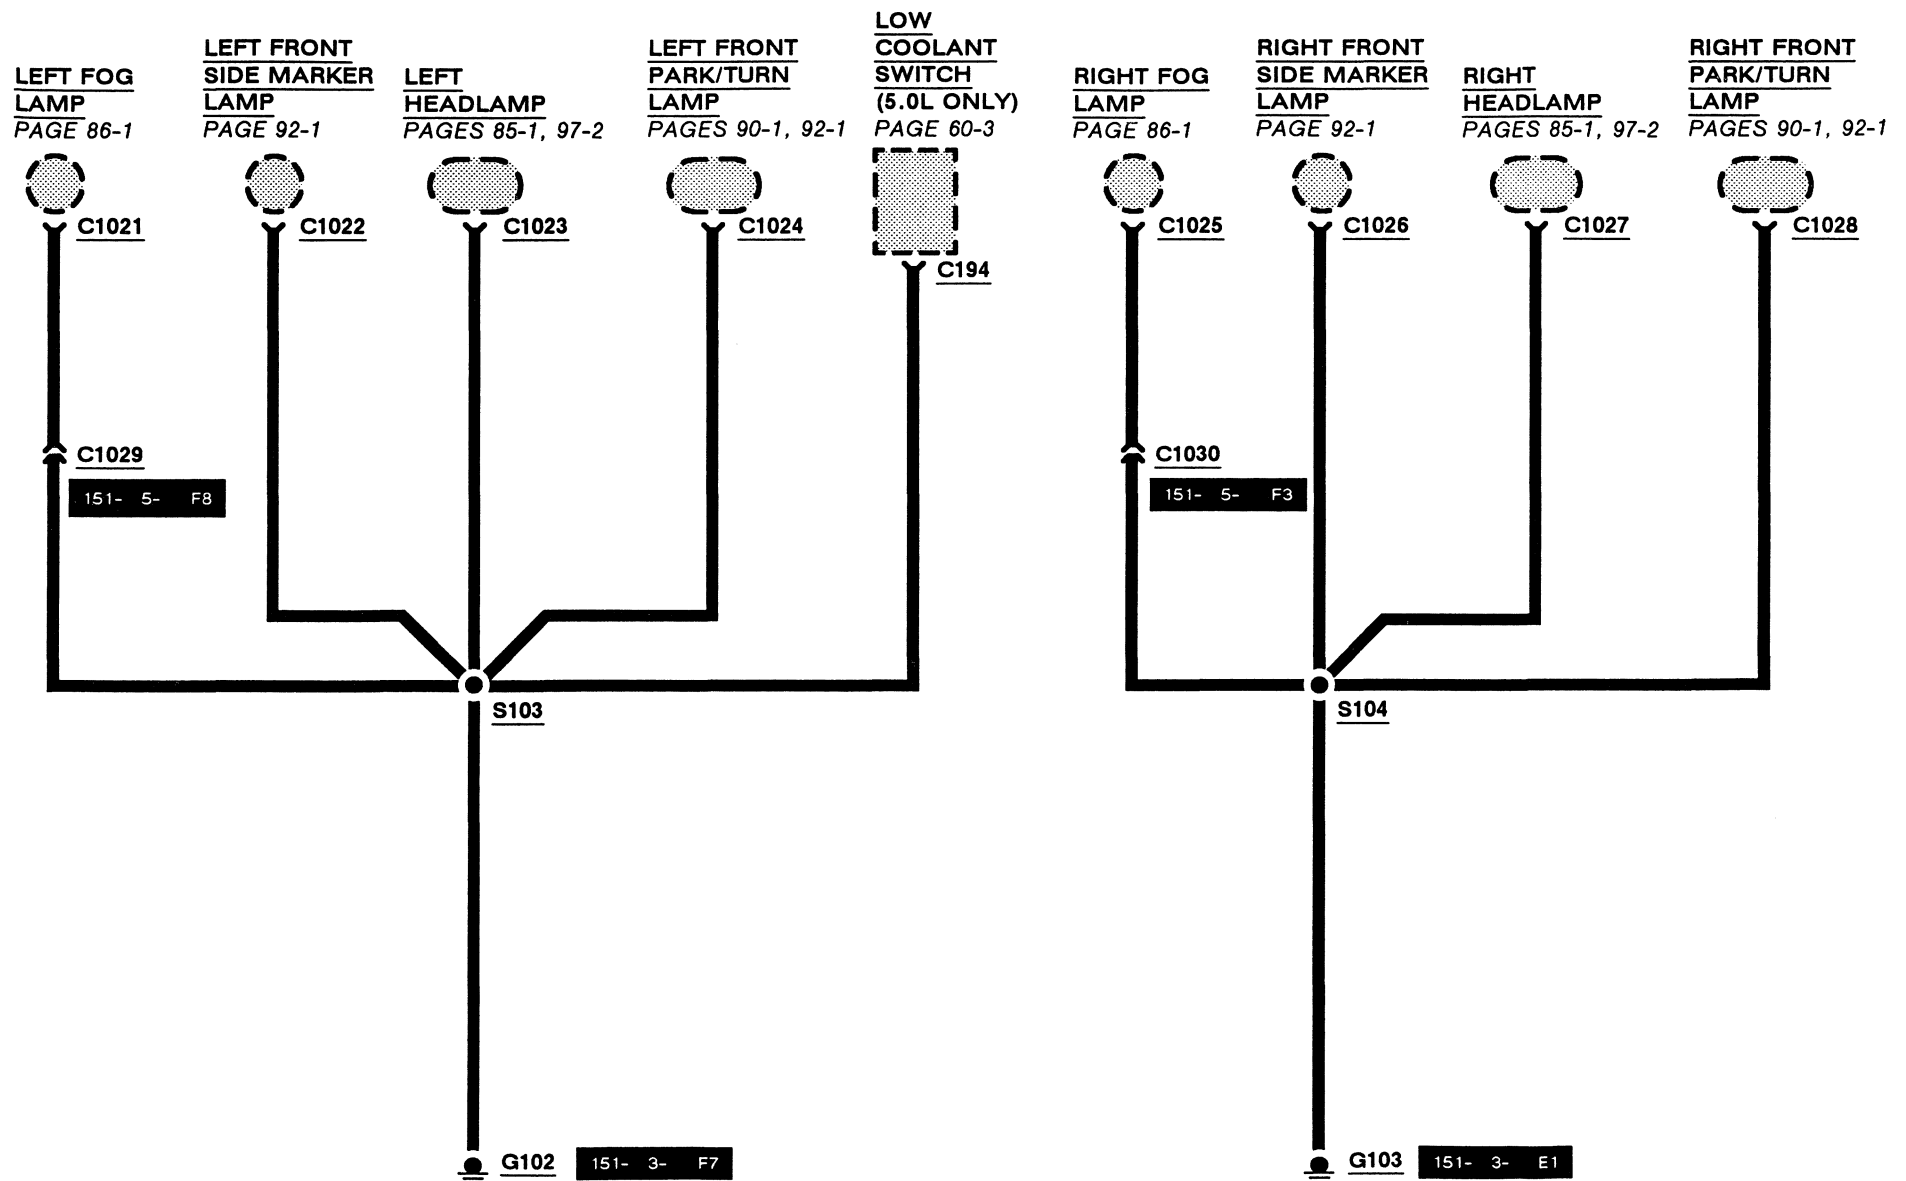 LEFT FOG
LAMP
PAGE 86-1
LEFT FRONT
SIDE MARKER
LAMP
PAGE 92-1
LEFT
HEADLAMP
PAGES 85-1, 97-2
LEFT FRONT
PARK/TURN
LAMP
PAGES 90-1, 92-1
LOW
COOLANT
SWITCH
(5.0L ONLY)
PAGE 60-3
RIGHT FOG
LAMP
PAGE 86-1
RIGHT FRONT
SIDE MARKER
LAMP
PAGE 92-1
RIGHT
HEADLAMP
PAGES 85-1, 97-2
RIGHT FRONT
PARK/TURN
LAMP
PAGES 90-1, 92-1
C1021
C1022
C1023
C1024
C194
C1025
C1026
C1027
C1028
C1029
151- 5- F8
C1030
151- 5- F3
S103
S104
G102
151- 3- F7
G103
151- 3- E1